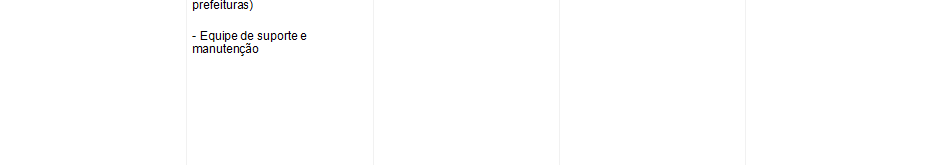 prefeituras)
- Equipe de suporte e
manutenção